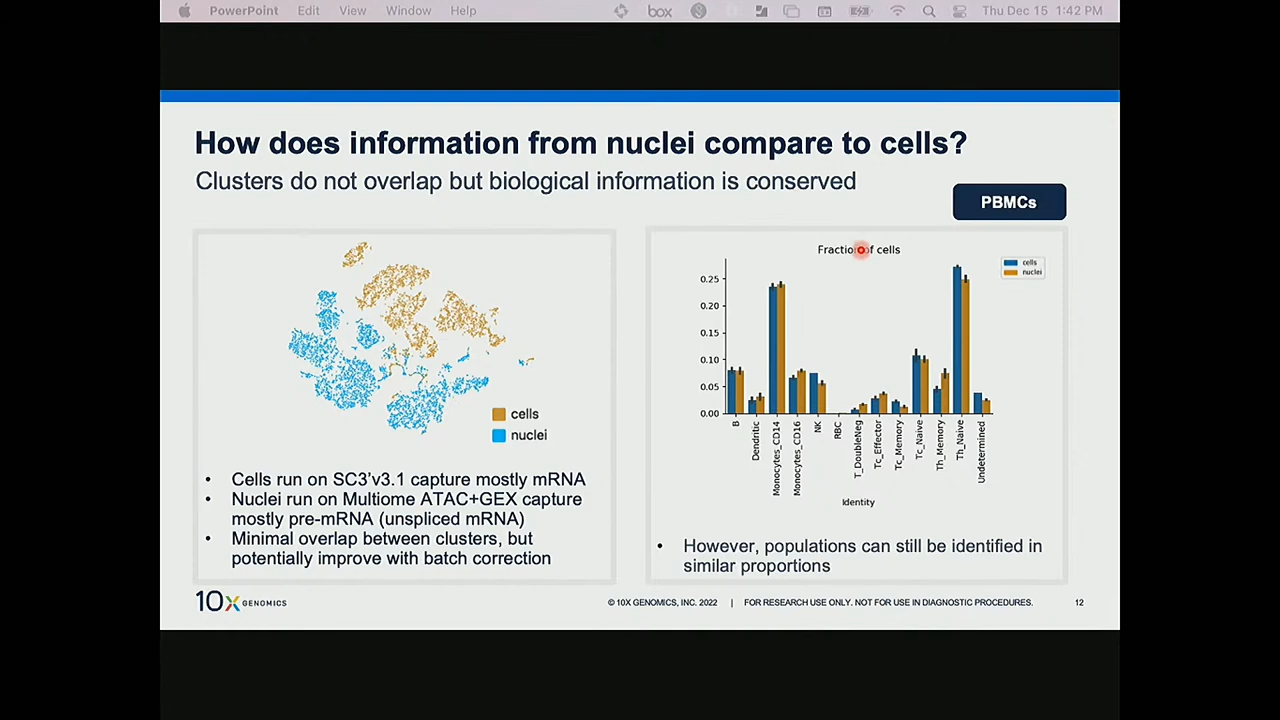 PowerPoint Edit View Window Help box Thu Dec 15 1:42 PM
How does information from nuclei compare to cells?
Clusters do not overlap but biological information is conserved
PBMCs
cells
nuclei
• Cells run on SC3'v3.1 capture mostly mRNA
• Nuclei run on Multiome ATAC+GEX capture
mostly pre-mRNA (unspliced mRNA)
• Minimal overlap between clusters, but
potentially improve with batch correction
Fraction of cells
cells
nuclei
0.25
0.20
0.15
0.10
0.05
0.00
B
Dendritic
Monocytes_CD14
Monocytes_CD16
NK
RBC
T_DoubleNeg
Tc_Effector
Tc_Memory
Tc_Naive
Th_Memory
Th_Naive
Undetermined
Identity
• However, populations can still be identified in
similar proportions
10x GENOMICS
© 10X GENOMICS, INC. 2022 | FOR RESEARCH USE ONLY. NOT FOR USE IN DIAGNOSTIC PROCEDURES. 12